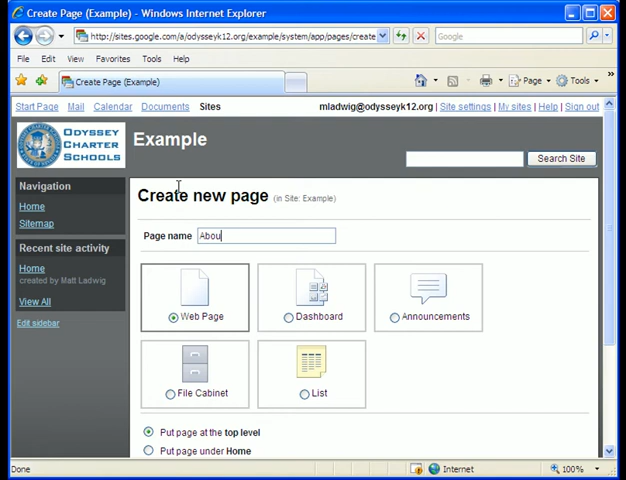 Create Page (Example) - Windows Internet Explorer
http://sites.google.com/a/odysseyk12.org/example/system/app/pages/create
Google
File Edit View Favorites Tools Help
Create Page (Example)
Page
Tools
Start Page Mail Calendar Documents Sites
mladwig@odysseyk12.org | Site settings | My sites | Help | Sign out
ODYSSEY
CHARTER
SCHOOLS
Example
Search Site
Navigation
Home
Sitemap
Recent site activity
Home
created by Matt Ladwig
View All
Edit sidebar
Create new page (in Site: Example)
Page name Abou
Web Page
Dashboard
Announcements
File Cabinet
List
Put page at the top level
Put page under Home
Done
Internet
100%